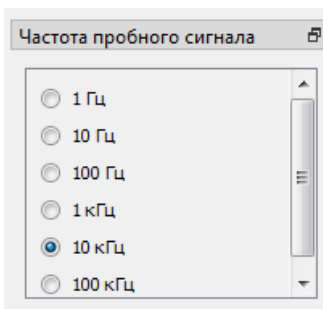 Частота пробного сигнала
1 Гц
10 Гц
100 Гц
1 кГц
10 кГц
100 кГц